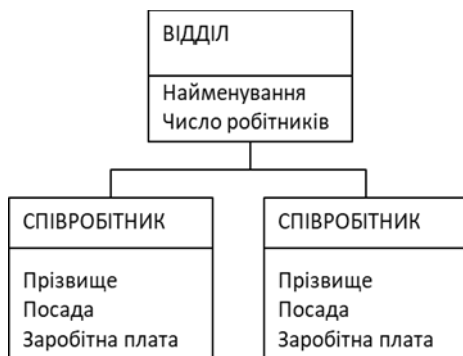 ВІДДІЛ
Найменування
Число робітників
СПІВРОБІТНИК
Прізвище
Посада
Заробітна плата
СПІВРОБІТНИК
Прізвище
Посада
Заробітна плата